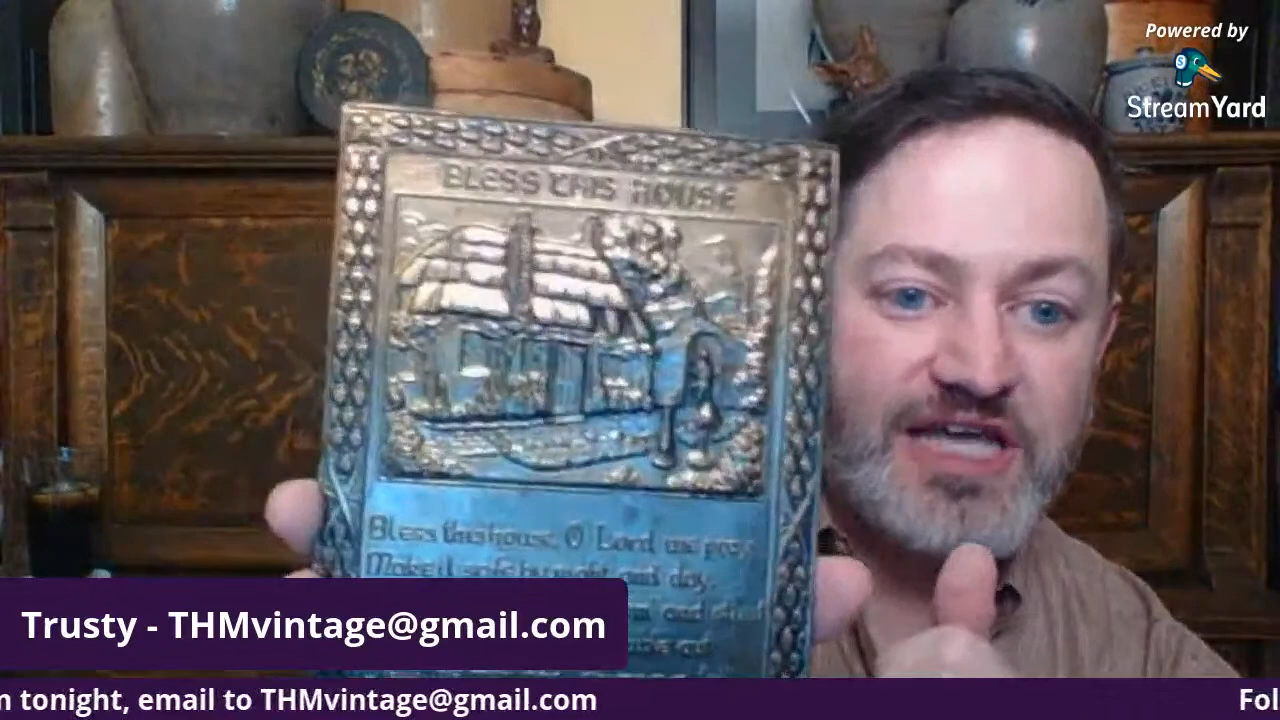 Powered by
StreamYard
BLESS THIS HOUSE
Bless this house, O Lord we pray
Make it safe by night and day.
and
Trusty - THMvintage@gmail.com
n tonight, email to THMvintage@gmail.com
Fol